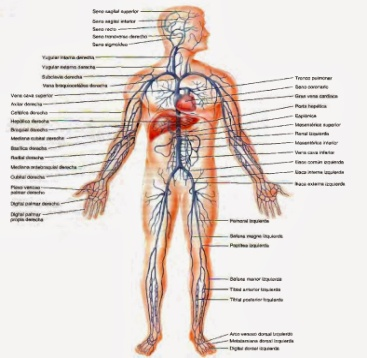 Seno sagital superior
Seno sagital inferior
Seno recto
Seno transverso derecho
Seno sigmoideo
Yugular interna derecha
Yugular externa derecha
Subclavia derecha
Vena braquiocefálica derecha
Vena cava superior
Axilar derecha
Cefálica derecha
Hepática derecha
Braquial derecha
Mediana cubital derecha
Basílica derecha
Radial derecha
Mediana antebraquial derecha
Cubital derecha
Plexo venoso
palmar derecho
Digital palmar
derecha
Digital palmar
propia derecha
Tronco pulmonar
Seno coronario
Gran vena cardíaca
Porta hepática
Esplénica
Mesentérica superior
Renal izquierda
Mesentérica inferior
Vena cava inferior
Ilíaca común izquierda
Ilíaca interna izquierda
Ilíaca externa izquierda
Femoral izquierda
Safena magna izquierda
Poplítea izquierda
Safena menor izquierda
Tibial anterior izquierda
Tibial posterior izquierda
Arco venoso dorsal izquierdo
Metatarsiana dorsal izquierda
Digital dorsal izquierda